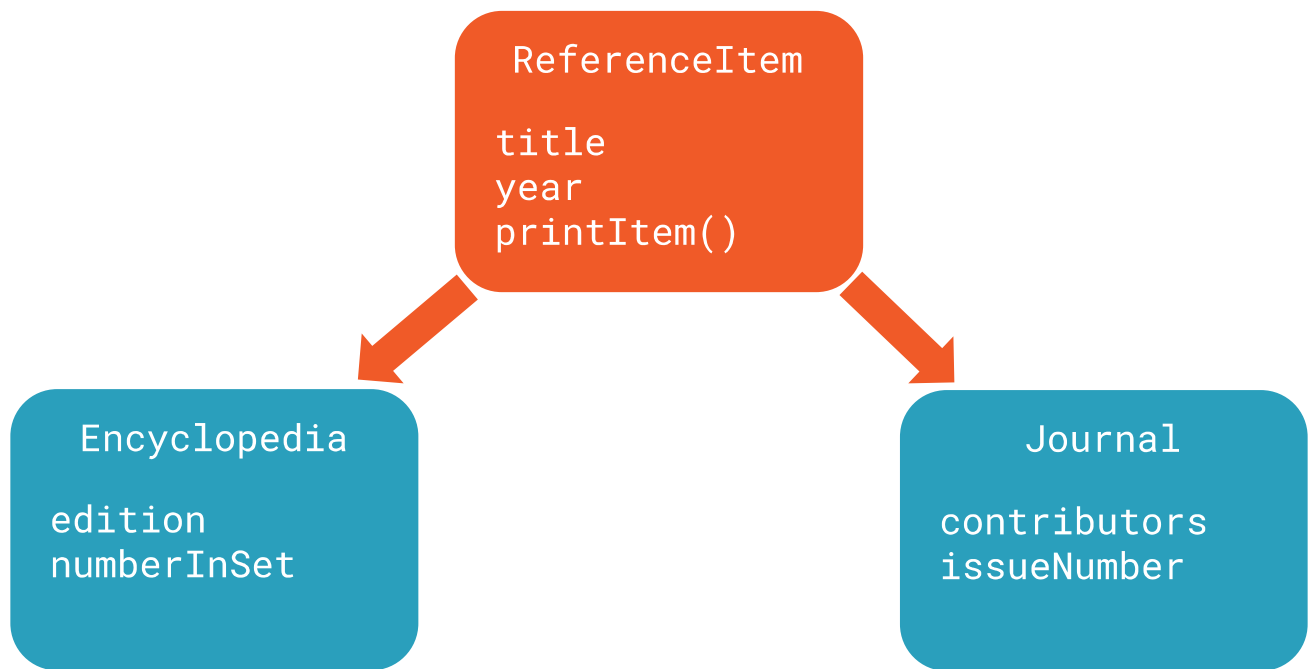 ReferenceItem
title
year
printItem()
Encyclopedia
edition
numberInSet
Journal
contributors
issueNumber